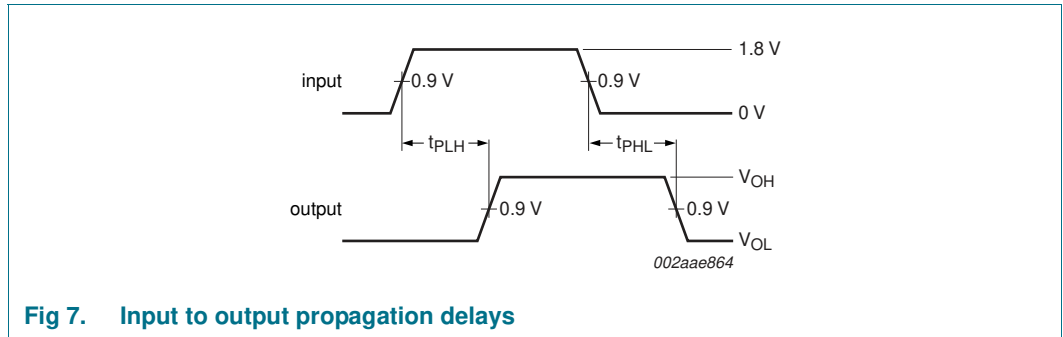 1.8 V
input
0.9 V
0.9 V
0 V
tPLH
tPHL
VOH
output
0.9 V
0.9 V
VOL
002aae864
Fig 7. Input to output propagation delays